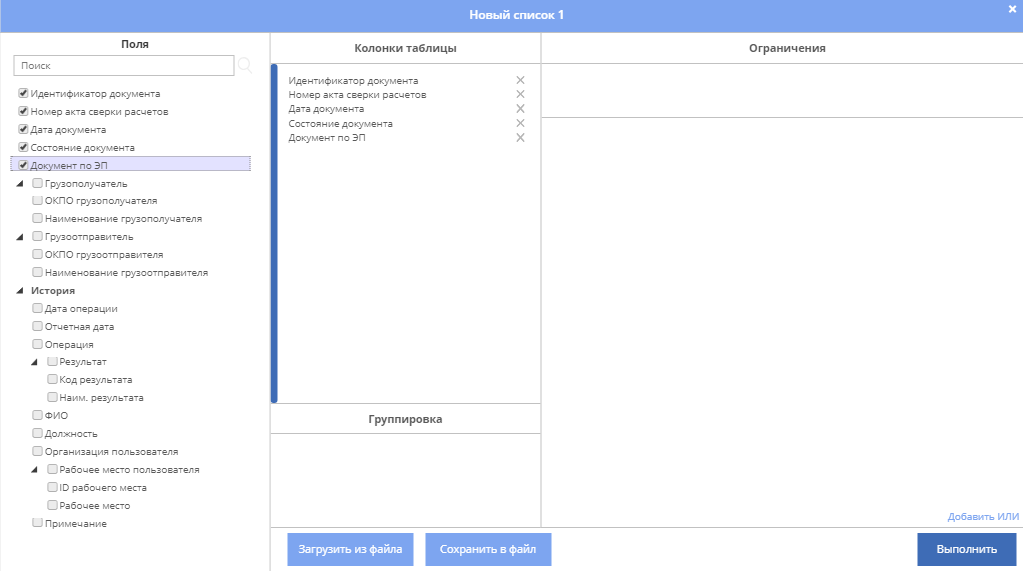 Новый список 1
Поля
Поиск
Идентификатор документа
Номер акта сверки расчетов
Дата документа
Состояние документа
Документ по ЭП
Грузополучатель
ОКПО грузополучателя
Наименование грузополучателя
Грузоотправитель
ОКПО грузоотправителя
Наименование грузоотправителя
История
Дата операции
Отчетная дата
Операция
Результат
Код результата
Наим. результата
ФИО
Должность
Организация пользователя
Рабочее место пользователя
ID рабочего места
Рабочее место
Примечание
Колонки таблицы
Идентификатор документа
Номер акта сверки расчетов
Дата документа
Состояние документа
Документ по ЭП
Группировка
Ограничения
Добавить ИЛИ
Загрузить из файла
Сохранить в файл
Выполнить